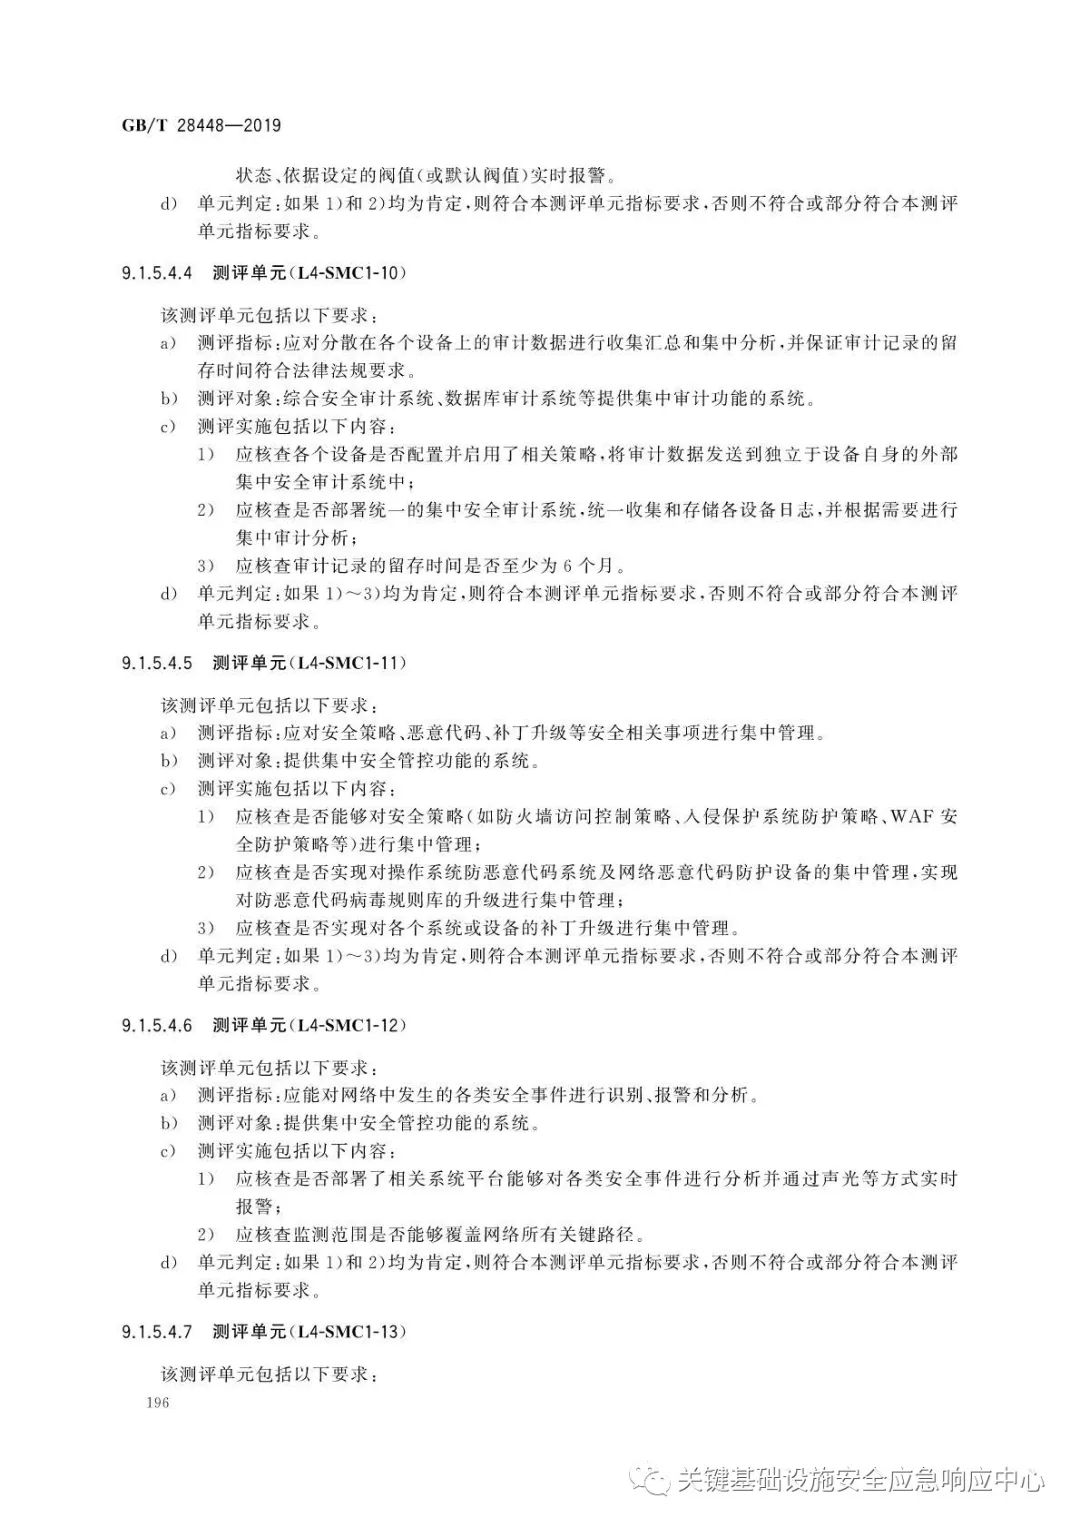 GB/T 28448—2019
状态、依据设定的阀值(或默认阀值)实时报警。
d) 单元判定:如果 1)和 2)均为肯定,则符合本测评单元指标要求,否则不符合或部分符合本测评
单元指标要求。
9.1.5.4.4 测评单元(L4-SMC1-10)
该测评单元包括以下要求:
a) 测评指标:应对分散在各个设备上的审计数据进行收集汇总和集中分析,并保证审计记录的留
存时间符合法律法规要求。
b) 测评对象:综合安全审计系统、数据库审计系统等提供集中审计功能的系统。
c) 测评实施包括以下内容:
1) 应核查各个设备是否配置并启用了相关策略,将审计数据发送到独立于设备自身的外部
集中安全审计系统中;
2) 应核查是否部署统一的集中安全审计系统,统一收集和存储各设备日志,并根据需要进行
集中审计分析;
3) 应核查审计记录的留存时间是否至少为 6 个月。
d) 单元判定:如果 1)～3)均为肯定,则符合本测评单元指标要求,否则不符合或部分符合本测评
单元指标要求。
9.1.5.4.5 测评单元(L4-SMC1-11)
该测评单元包括以下要求:
a) 测评指标:应对安全策略、恶意代码、补丁升级等安全相关事项进行集中管理。
b) 测评对象:提供集中安全管控功能的系统。
c) 测评实施包括以下内容:
1) 应核查是否能够对安全策略(如防火墙访问控制策略、入侵保护系统防护策略、WAF 安
全防护策略等)进行集中管理;
2) 应核查是否实现对操作系统防恶意代码系统及网络恶意代码防护设备的集中管理,实现
对防恶意代码病毒规则库的升级进行集中管理;
3) 应核查是否实现对各个系统或设备的补丁升级进行集中管理。
d) 单元判定:如果 1)～3)均为肯定,则符合本测评单元指标要求,否则不符合或部分符合本测评
单元指标要求。
9.1.5.4.6 测评单元(L4-SMC1-12)
该测评单元包括以下要求:
a) 测评指标:应能对网络中发生的各类安全事件进行识别、报警和分析。
b) 测评对象:提供集中安全管控功能的系统。
c) 测评实施包括以下内容:
1) 应核查是否部署了相关系统平台能够对各类安全事件进行分析并通过声光等方式实时
报警;
2) 应核查监测范围是否能够覆盖网络所有关键路径。
d) 单元判定:如果 1)和 2)均为肯定,则符合本测评单元指标要求,否则不符合或部分符合本测评
单元指标要求。
9.1.5.4.7 测评单元(L4-SMC1-13)
该测评单元包括以下要求:
196
关键基础设施安全应急响应中心